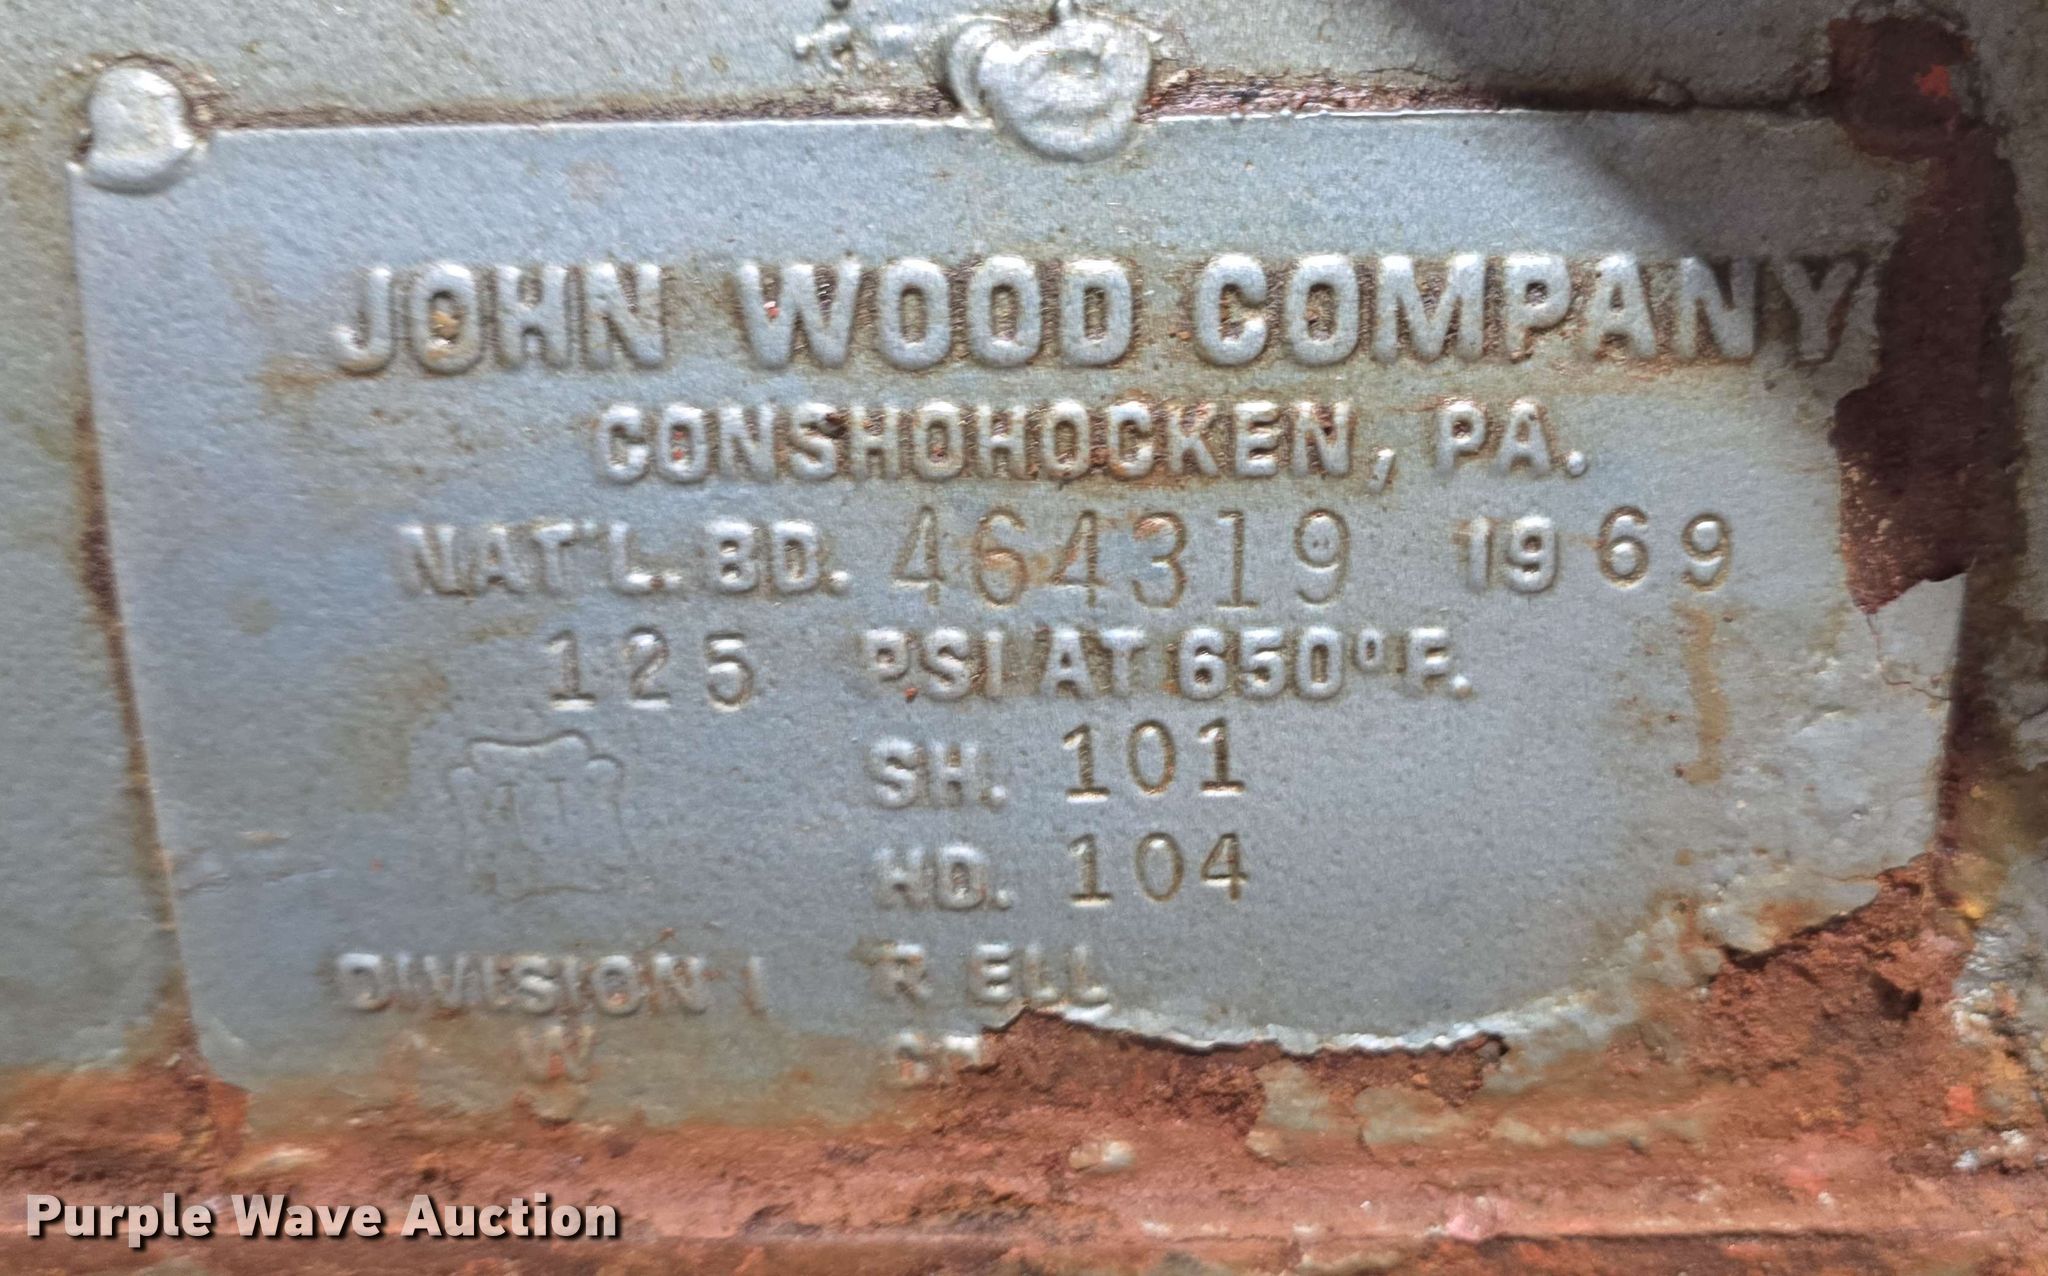 JOHN WOOD COMPANY
CONSHOHOCKEN, PA.
NAT'L. BD. 464319 1969
125 PSI AT 650°F.
SH. 101
HD. 104
DIVISION 1 R ELL
W
Purple Wave Auction